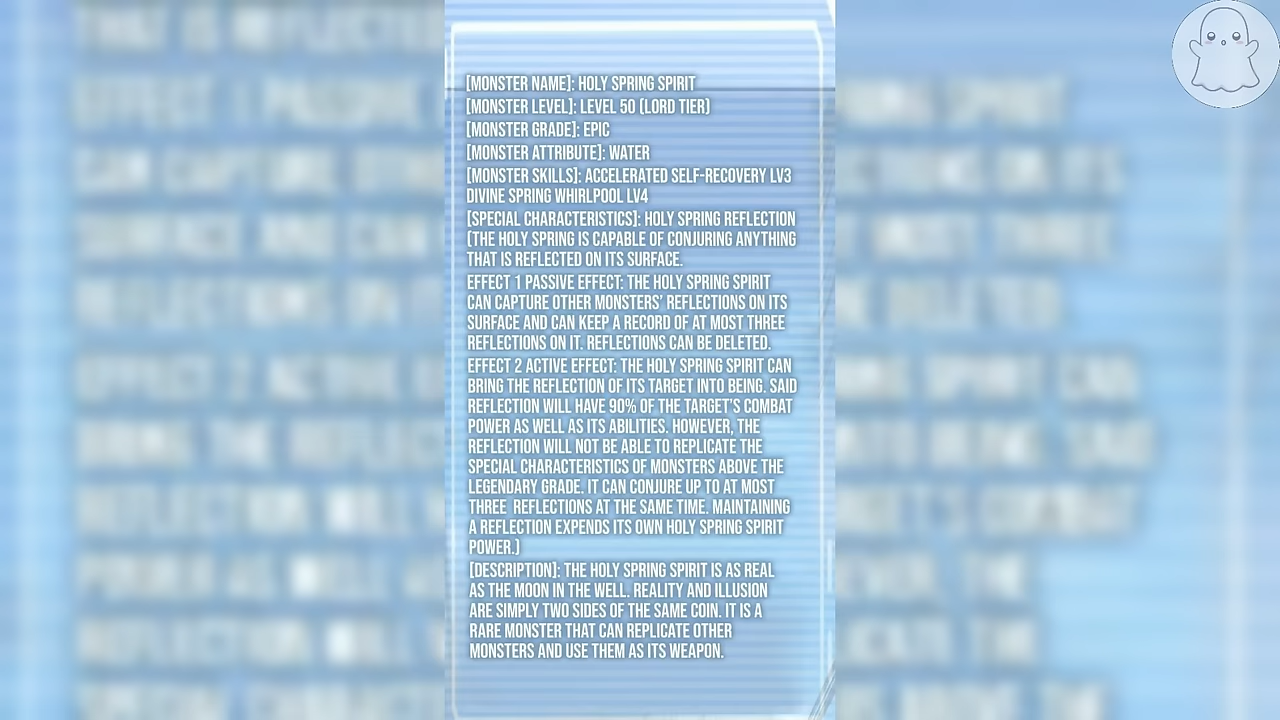 [MONSTER NAME]: HOLY SPRING SPIRIT
[MONSTER LEVEL]: LEVEL 50 (LORD TIER)
[MONSTER GRADE]: EPIC
[MONSTER ATTRIBUTE]: WATER
[MONSTER SKILLS]: ACCELERATED SELF-RECOVERY LV3
DIVINE SPRING WHIRLPOOL LV4
[SPECIAL CHARACTERISTICS]: HOLY SPRING REFLECTION
(THE HOLY SPRING IS CAPABLE OF CONJURING ANYTHING
THAT IS REFLECTED ON ITS SURFACE.
EFFECT 1 PASSIVE EFFECT: THE HOLY SPRING SPIRIT
CAN CAPTURE OTHER MONSTERS' REFLECTIONS ON ITS
SURFACE AND CAN KEEP A RECORD OF AT MOST THREE
REFLECTIONS ON IT. REFLECTIONS CAN BE DELETED.
EFFECT 2 ACTIVE EFFECT: THE HOLY SPRING SPIRIT CAN
BRING THE REFLECTION OF ITS TARGET INTO BEING. SAID
REFLECTION WILL HAVE 90% OF THE TARGET'S COMBAT
POWER AS WELL AS ITS ABILITIES. HOWEVER, THE
REFLECTION WILL NOT BE ABLE TO REPLICATE THE
SPECIAL CHARACTERISTICS OF MONSTERS ABOVE THE
LEGENDARY GRADE. IT CAN CONJURE UP TO AT MOST
THREE REFLECTIONS AT THE SAME TIME. MAINTAINING
A REFLECTION EXPENDS ITS OWN HOLY SPRING SPIRIT
POWER.)
[DESCRIPTION]: THE HOLY SPRING SPIRIT IS AS REAL
AS THE MOON IN THE WELL. REALITY AND ILLUSION
ARE SIMPLY TWO SIDES OF THE SAME COIN. IT IS A
RARE MONSTER THAT CAN REPLICATE OTHER
MONSTERS AND USE THEM AS ITS WEAPON.